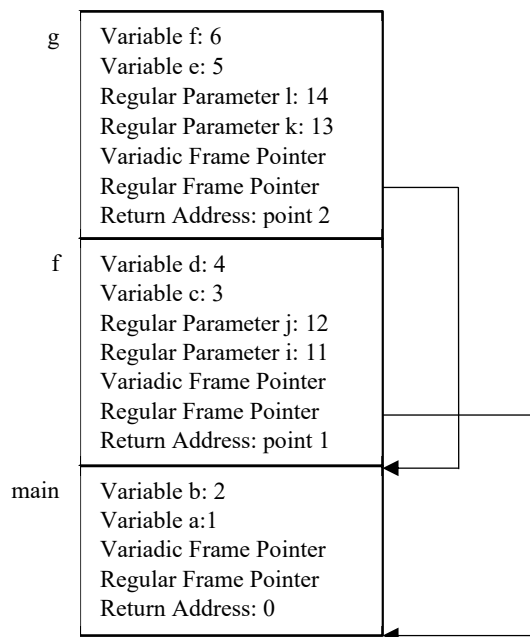 g
Variable f: 6
Variable e: 5
Regular Parameter l: 14
Regular Parameter k: 13
Variadic Frame Pointer
Regular Frame Pointer
Return Address: point 2
f
Variable d: 4
Variable c: 3
Regular Parameter j: 12
Regular Parameter i: 11
Variadic Frame Pointer
Regular Frame Pointer
Return Address: point 1
main
Variable b: 2
Variable a:1
Variadic Frame Pointer
Regular Frame Pointer
Return Address: 0